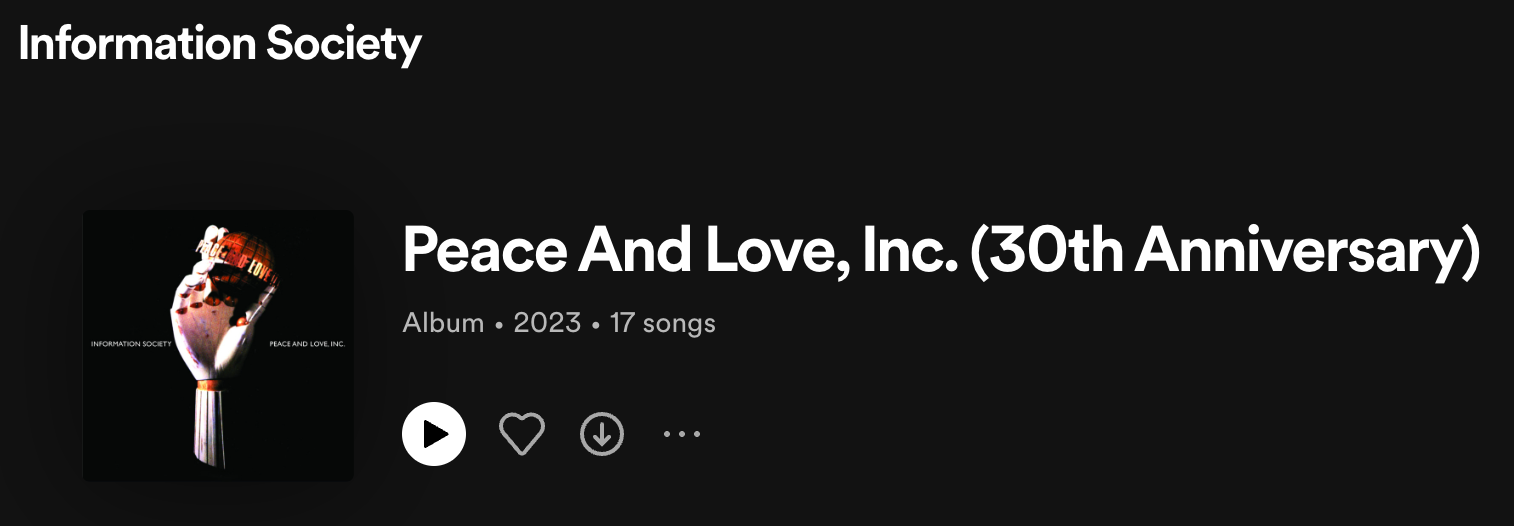 Information Society
Peace And Love, Inc. (30th Anniversary)
Album • 2023 • 17 songs
INFORMATION SOCIETY
PEACE AND LOVE, INC.